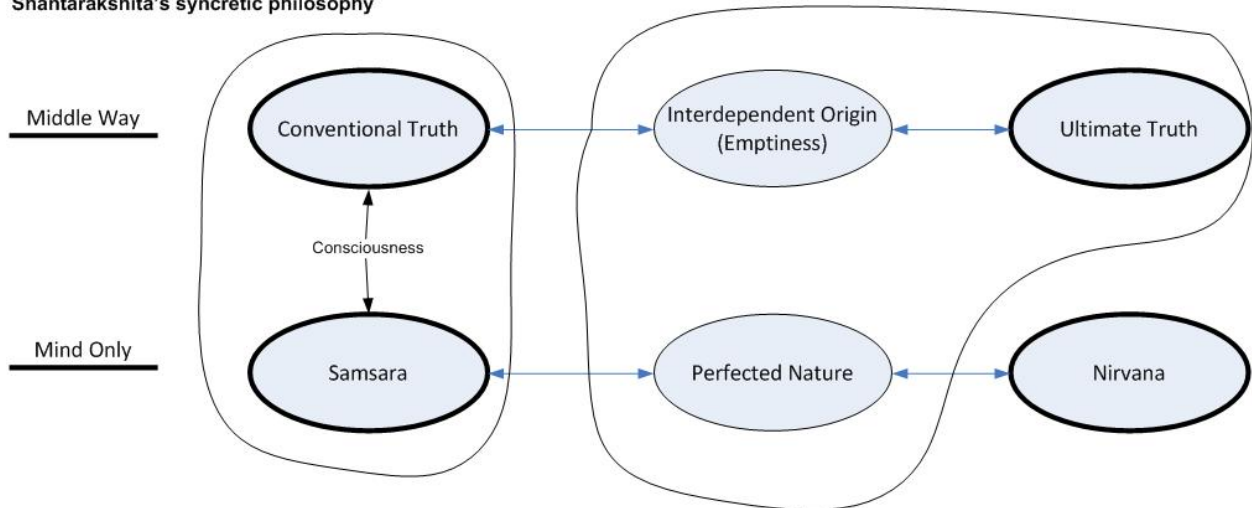 Shantarakshita's syncretic philosophy
Middle Way
Conventional Truth
Interdependent Origin
(Emptiness)
Ultimate Truth
Consciousness
Mind Only
Samsara
Perfected Nature
Nirvana